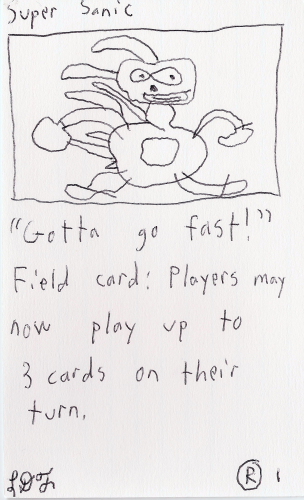 Super Sanic
"Gotta go fast!"
Field card: Players may
now play up to
3 cards on their
turn.
R 1